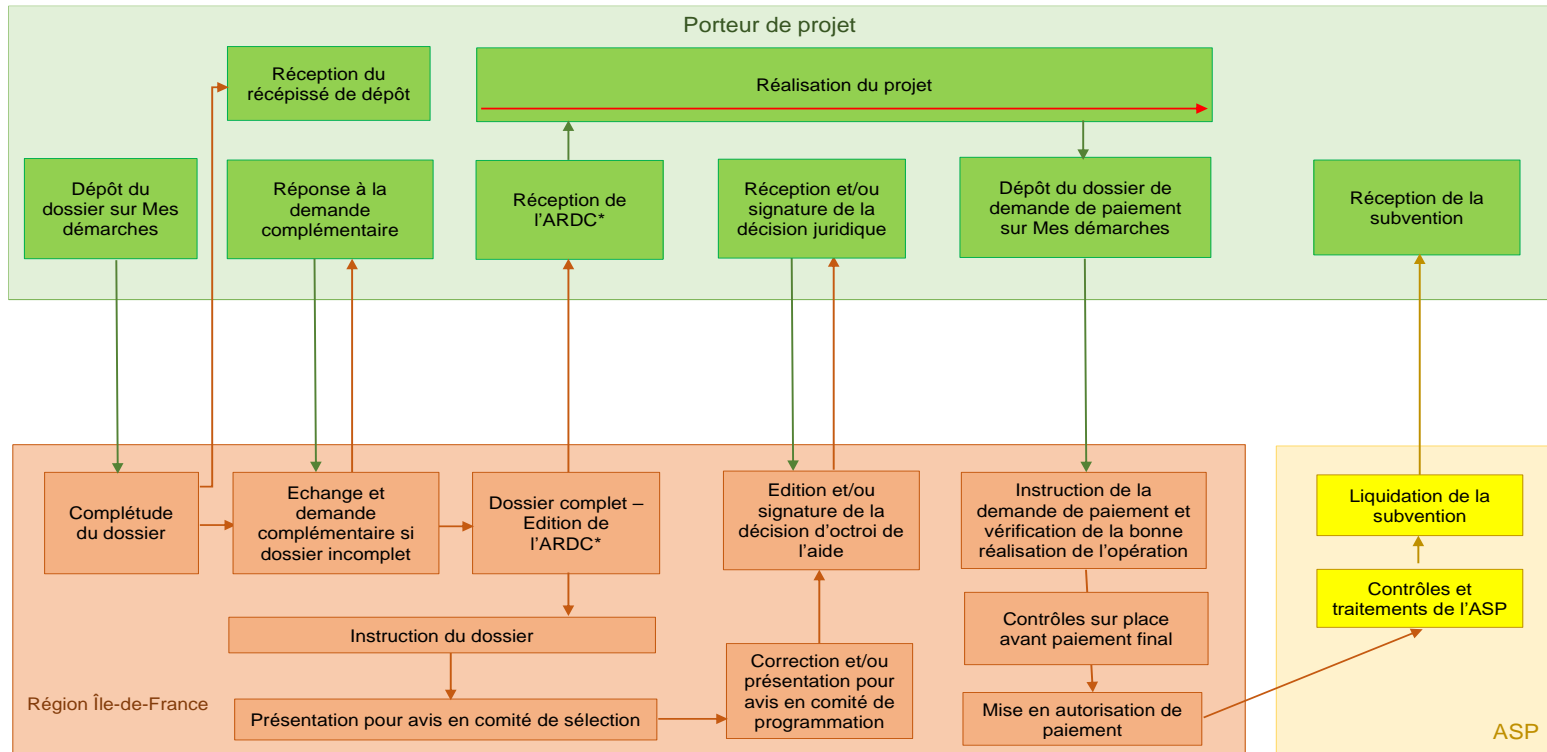 Porteur de projet
Réception du
récépissé de dépôt
Réalisation du projet
Dépôt du
dossier sur Mes
démarches
Réponse à la
demande
complémentaire
Réception de
l'ARDC*
Réception et/ou
signature de la
décision juridique
Dépôt du dossier de
demande de paiement
sur Mes démarches
Réception de la
subvention
Complétude
du dossier
Echange et
demande
complémentaire si
dossier incomplet
Dossier complet –
Edition de
l'ARDC*
Edition et/ou
signature de la
décision d'octroi de
l'aide
Instruction de la
demande de paiement et
vérification de la bonne
réalisation de l'opération
Liquidation de la
subvention
Contrôles et
traitements de l'ASP
Instruction du dossier
Contrôles sur place
avant paiement final
Correction et/ou
présentation pour
avis en comité de
programmation
Région Île-de-France
Présentation pour avis en comité de sélection
Mise en autorisation de
paiement
ASP